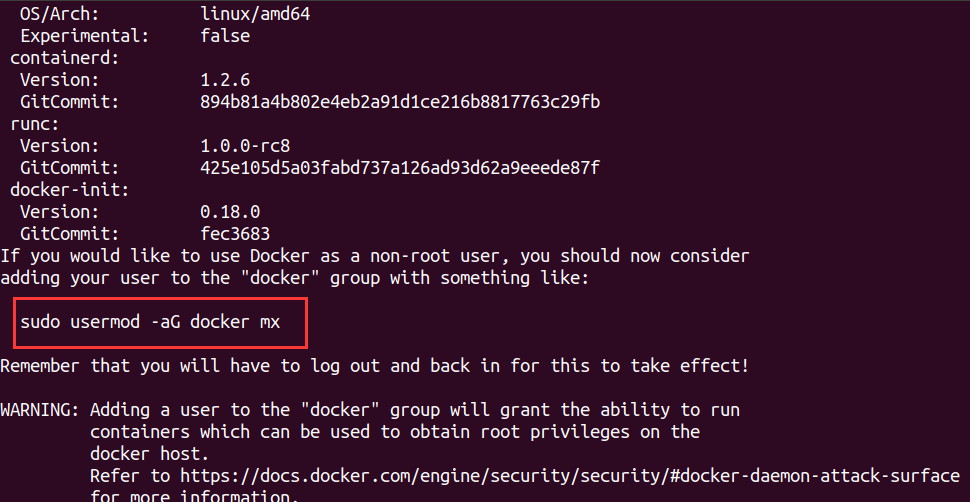 OS/Arch: linux/amd64
Experimental: false
containerd:
Version: 1.2.6
GitCommit: 894b81a4b802e4eb2a91d1ce216b8817763c29fb
runc:
Version: 1.0.0-rc8
GitCommit: 425e105d5a03fabd737a126ad93d62a9eeede87f
docker-init:
Version: 0.18.0
GitCommit: fec3683
If you would like to use Docker as a non-root user, you should now consider
adding your user to the "docker" group with something like:
sudo usermod -aG docker mx
Remember that you will have to log out and back in for this to take effect!
WARNING: Adding a user to the "docker" group will grant the ability to run
containers which can be used to obtain root privileges on the
docker host.
Refer to https://docs.docker.com/engine/security/security/#docker-daemon-attack-surface
for more information.